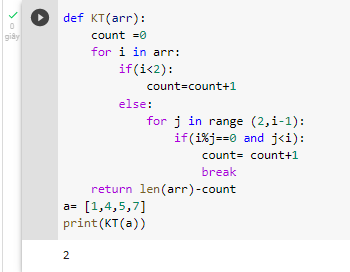 0
giây
def KT(arr):
    count =0
    for i in arr:
        if(i<2):
            count=count+1
        else:
            for j in range (2,i-1):
                if(i%j==0 and j<i):
                    count= count+1
                    break
    return len(arr)-count
a= [1,4,5,7]
print(KT(a))
2